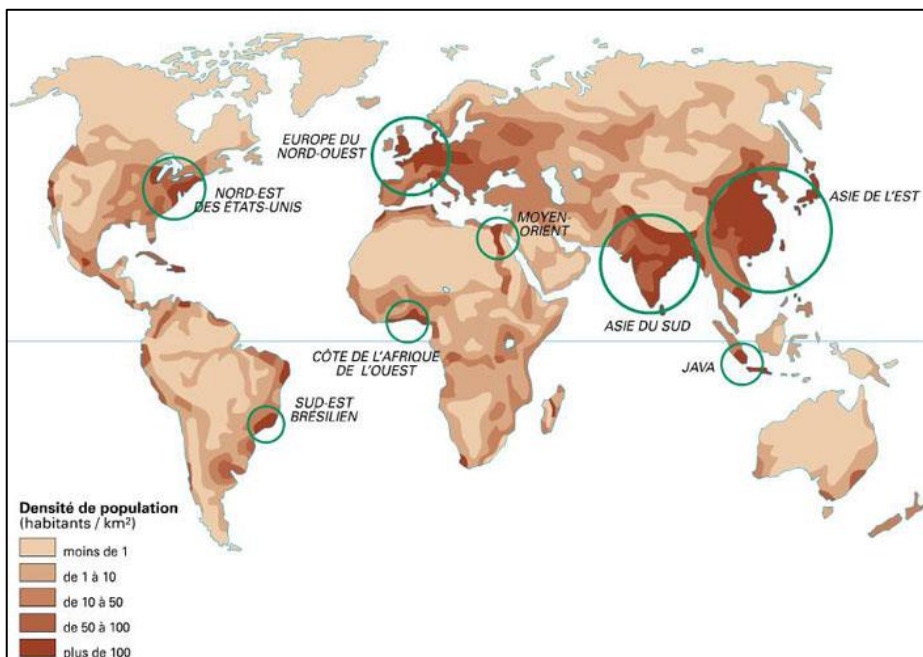 EUROPE DU
NORD-OUEST
NORD-EST
DES ÉTATS-UNIS
MOYEN-
ORIENT
ASIE DE L'EST
ASIE DU SUD
CÔTE DE L'AFRIQUE
DE L'OUEST
JAVA
SUD-EST
BRÉSILIEN
Densité de population
(habitants / km²)
moins de 1
de 1 à 10
de 10 à 50
de 50 à 100
plus de 100